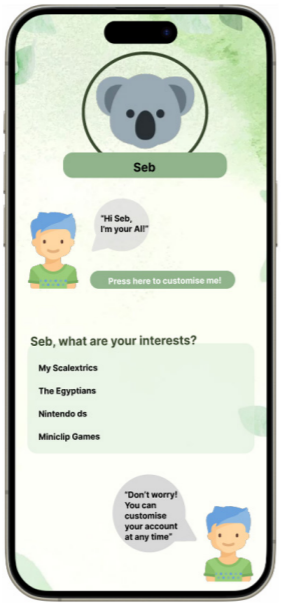 Seb
"Hi Seb,
I'm your AI!"
Press here to customise me!
Seb, what are your interests?
My Scalextrics
The Egyptians
Nintendo ds
Miniclip Games
"Don't worry!
You can
customise
your account
at any time"